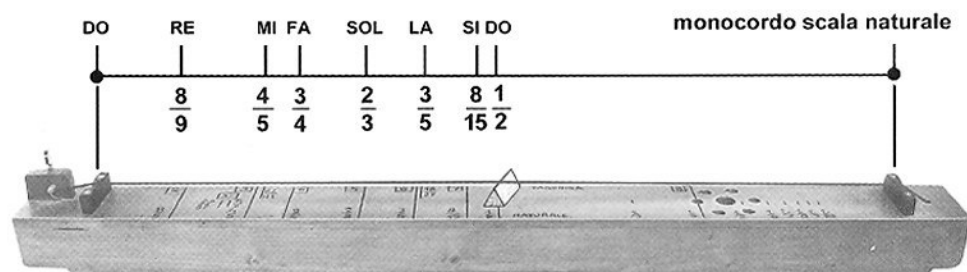 monocordo scala naturale
DO RE MI FA SOL LA SI DO
8/9 4/5 3/4 2/3 3/5 8/15 1/2
NATURALE